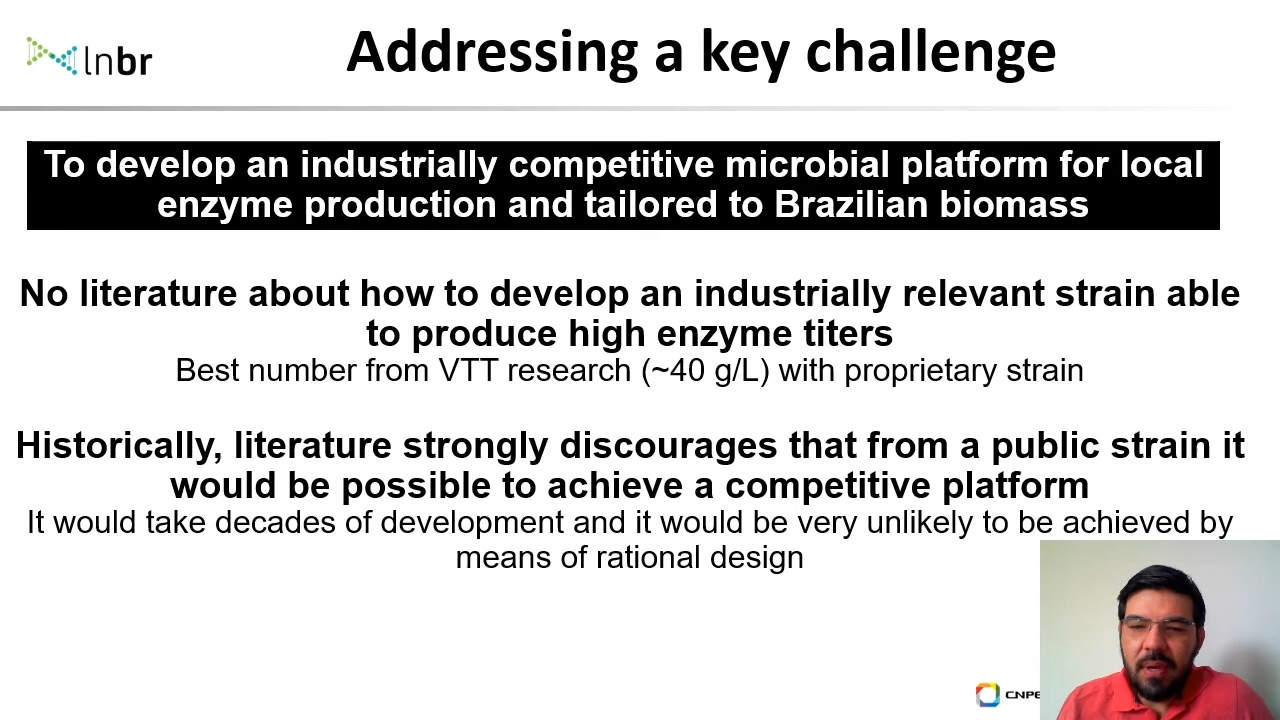 lnbr
Addressing a key challenge
To develop an industrially competitive microbial platform for local
enzyme production and tailored to Brazilian biomass
No literature about how to develop an industrially relevant strain able
to produce high enzyme titers
Best number from VTT research (~40 g/L) with proprietary strain
Historically, literature strongly discourages that from a public strain it
would be possible to achieve a competitive platform
It would take decades of development and it would be very unlikely to be achieved by
means of rational design